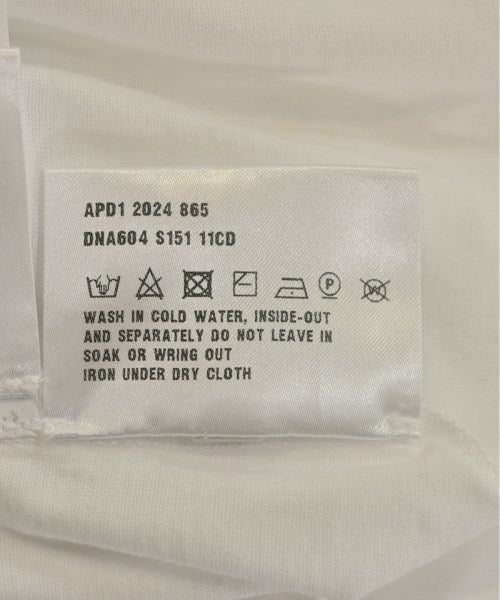 APD1 2024 865
DNA604 S151 11CD
P W
WASH IN COLD WATER, INSIDE-OUT
AND SEPARATELY DO NOT LEAVE IN
SOAK OR WRING OUT
IRON UNDER DRY CLOTH